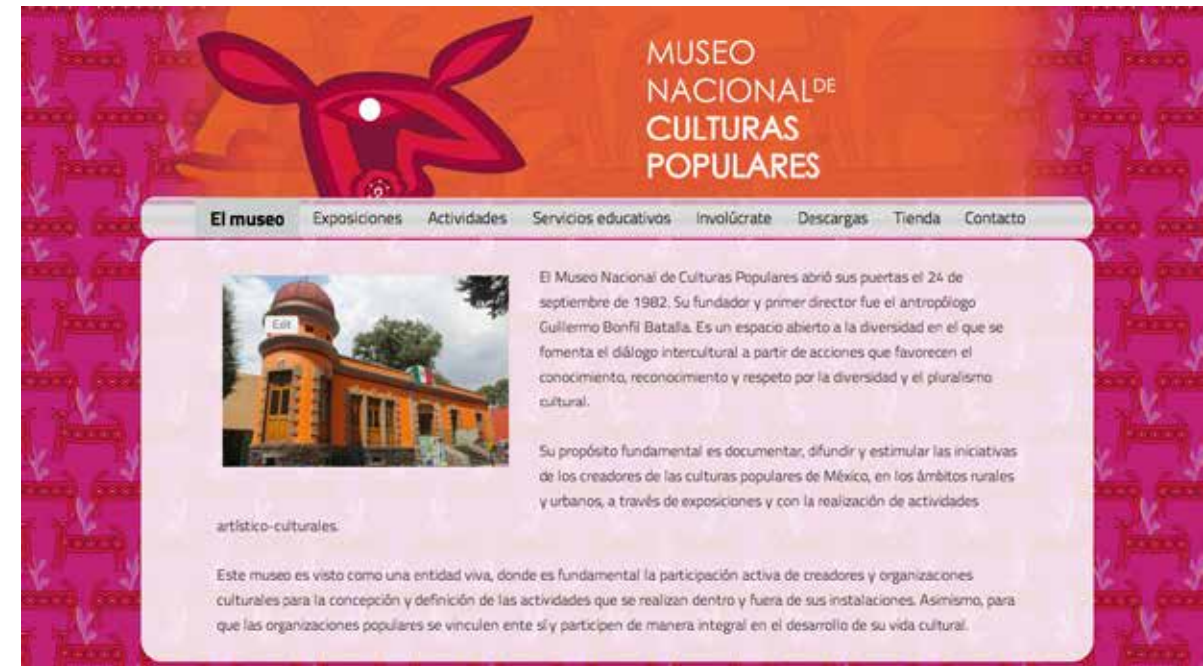 MUSEO
NACIONAL DE
CULTURAS
POPULARES
El museo Exposiciones Actividades Servicios educativos Involúcrate Descargas Tienda Contacto
Edit
El Museo Nacional de Culturas Populares abrió sus puertas el 24 de
septiembre de 1982. Su fundador y primer director fue el antropólogo
Guillermo Bonfil Batalla. Es un espacio abierto a la diversidad en el que se
fomenta el diálogo intercultural a partir de acciones que favorecen el
conocimiento, reconocimiento y respeto por la diversidad y el pluralismo
cultural.
Su propósito fundamental es documentar, difundir y estimular las iniciativas
de los creadores de las culturas populares de México, en los ámbitos rurales
y urbanos, a través de exposiciones y con la realización de actividades
artístico-culturales.
Este museo es visto como una entidad viva, donde es fundamental la participación activa de creadores y organizaciones
culturales para la concepción y definición de las actividades que se realizan dentro y fuera de sus instalaciones. Asimismo, para
que las organizaciones populares se vinculen ente sí y participen de manera integral en el desarrollo de su vida cultural.